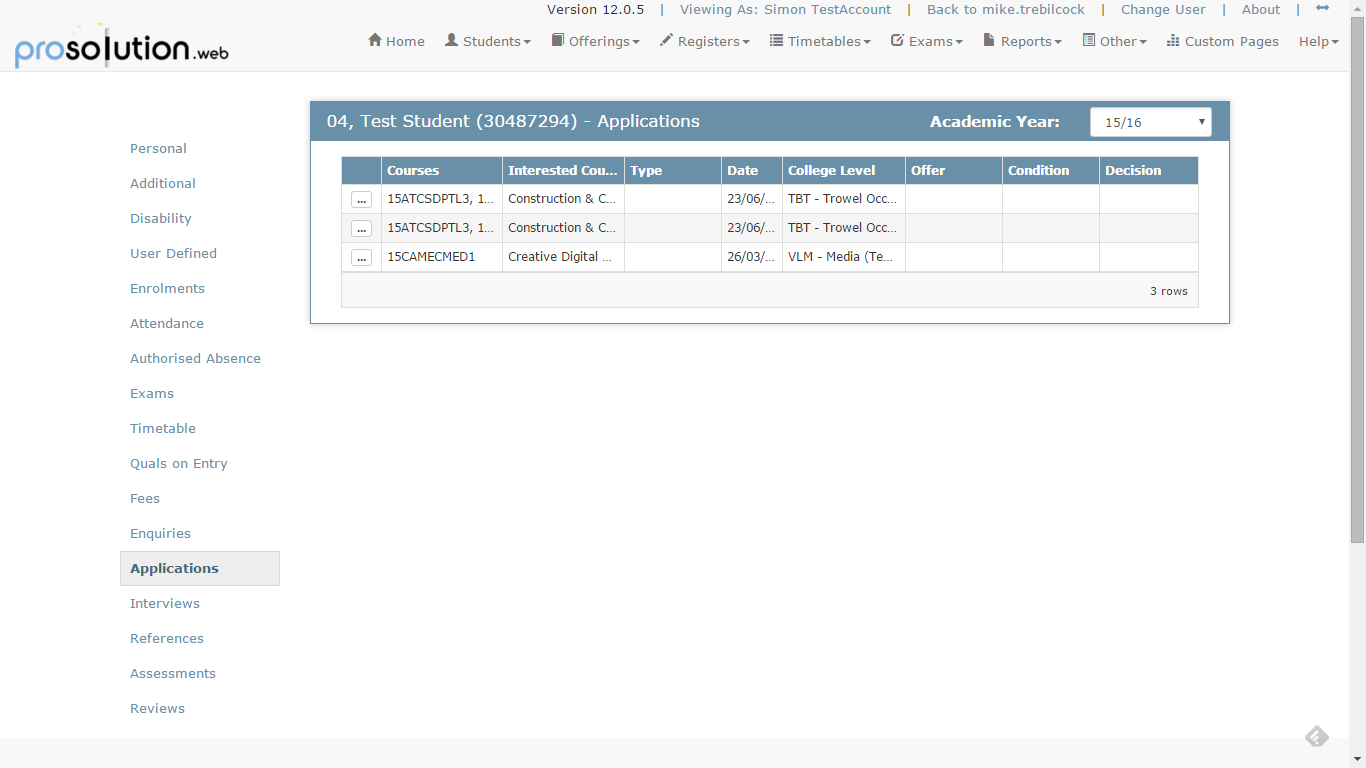 Version 12.0.5 | Viewing As: Simon TestAccount | Back to mike.trebilcock | Change User | About |
prosolution.web
Home Students Offerings Registers Timetables Exams Reports Other Custom Pages Help
04, Test Student (30487294) - Applications Academic Year: 15/16
Personal
Additional
Disability
User Defined
Enrolments
Attendance
Authorised Absence
Exams
Timetable
Quals on Entry
Fees
Enquiries
Applications
Interviews
References
Assessments
Reviews
Courses Interested Cou... Type Date College Level Offer Condition Decision
... 15ATCSDPTL3, 1... Construction & C... 23/06/... TBT - Trowel Occ...
... 15ATCSDPTL3, 1... Construction & C... 23/06/... TBT - Trowel Occ...
... 15CAMECMED1 Creative Digital ... 26/03/... VLM - Media (Te...
3 rows